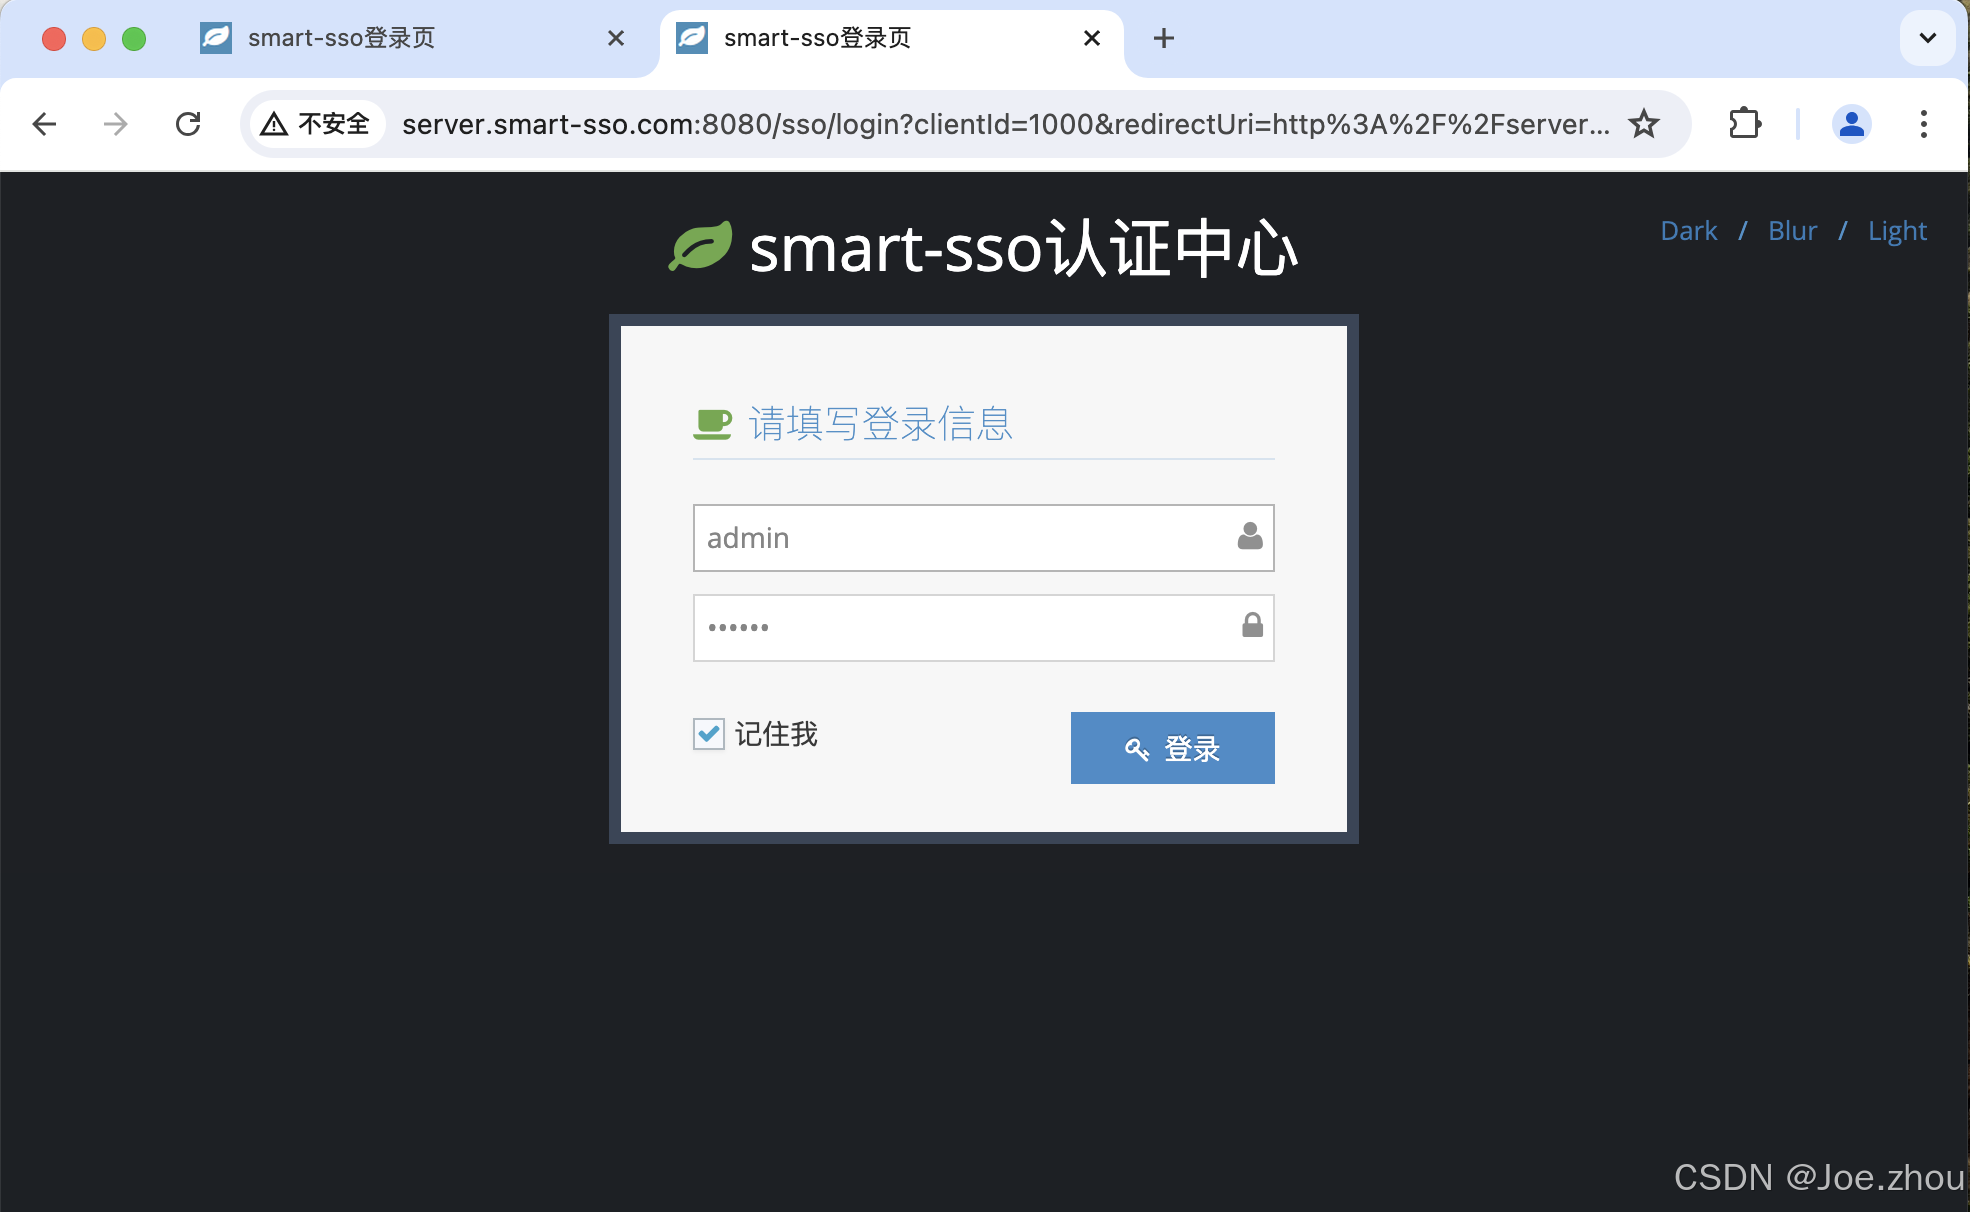 smart-sso登录页
smart-sso登录页
不安全
server.smart-sso.com:8080/sso/login?clientId=1000&redirectUri=http%3A%2F%2Fserver...
smart-sso认证中心
Dark / Blur / Light
请填写登录信息
admin
••••••
记住我
登录
CSDN @Joe.zhou